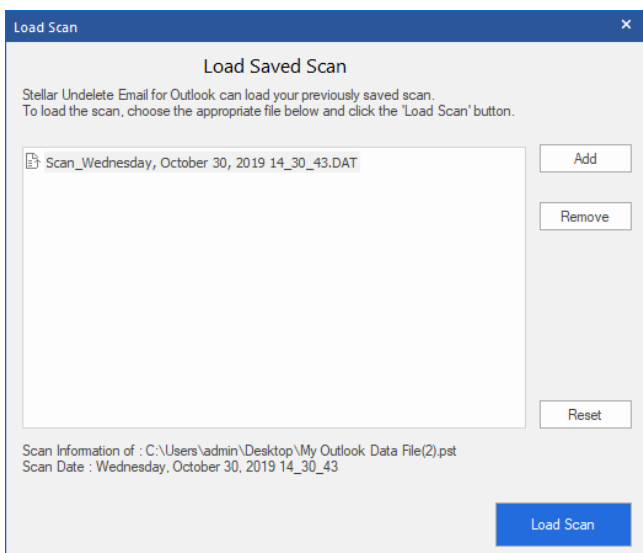 Load Scan
Load Saved Scan
Stellar Undelete Email for Outlook can load your previously saved scan.
To load the scan, choose the appropriate file below and click the 'Load Scan' button.
Scan_Wednesday, October 30, 2019 14_30_43.DAT
Add
Remove
Reset
Scan Information of : C:\Users\admin\Desktop\My Outlook Data File(2).pst
Scan Date : Wednesday, October 30, 2019 14_30_43
Load Scan